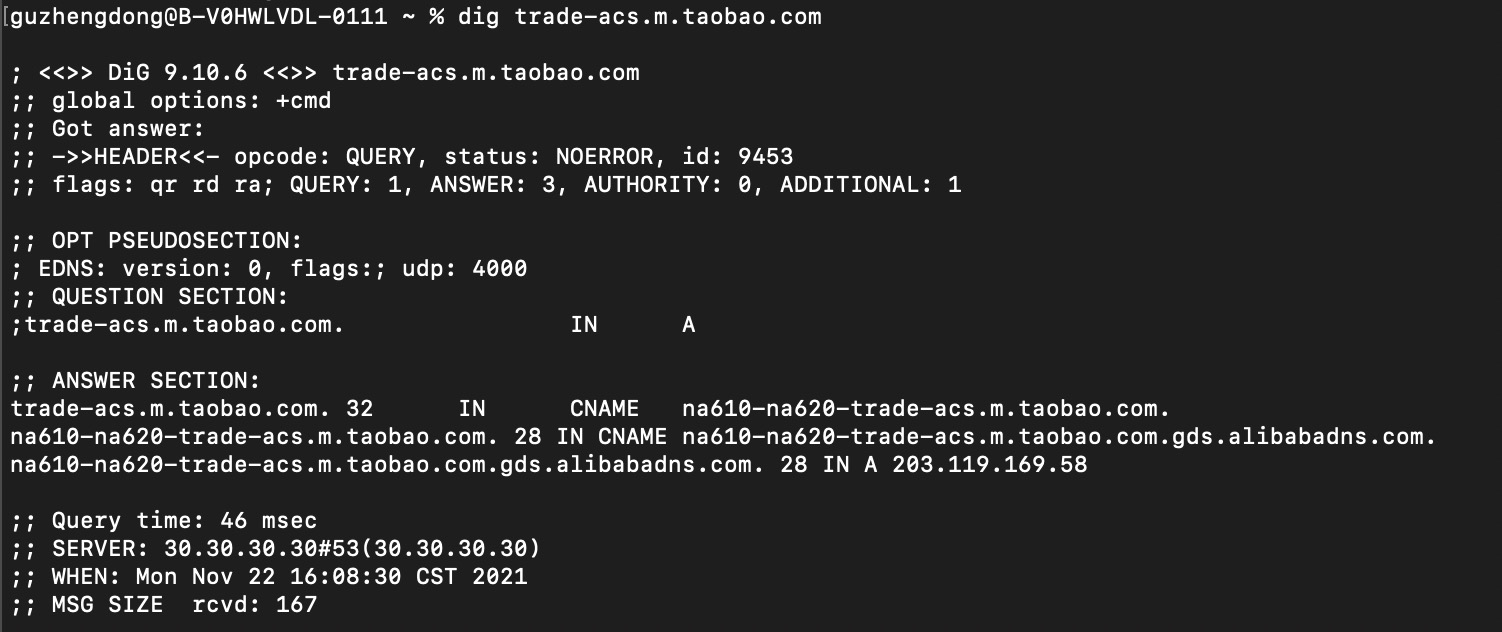 [guzhengdong@B-V0HWLVDL-0111 ~ % dig trade-acs.m.taobao.com
; <<>> DiG 9.10.6 <<>> trade-acs.m.taobao.com
;; global options: +cmd
;; Got answer:
;; ->>HEADER<<- opcode: QUERY, status: NOERROR, id: 9453
;; flags: qr rd ra; QUERY: 1, ANSWER: 3, AUTHORITY: 0, ADDITIONAL: 1
;; OPT PSEUDOSECTION:
; EDNS: version: 0, flags:; udp: 4000
;; QUESTION SECTION:
;trade-acs.m.taobao.com. IN A
;; ANSWER SECTION:
trade-acs.m.taobao.com. 32 IN CNAME na610-na620-trade-acs.m.taobao.com.
na610-na620-trade-acs.m.taobao.com. 28 IN CNAME na610-na620-trade-acs.m.taobao.com.gds.alibabadns.com.
na610-na620-trade-acs.m.taobao.com.gds.alibabadns.com. 28 IN A 203.119.169.58
;; Query time: 46 msec
;; SERVER: 30.30.30.30#53(30.30.30.30)
;; WHEN: Mon Nov 22 16:08:30 CST 2021
;; MSG SIZE  rcvd: 167